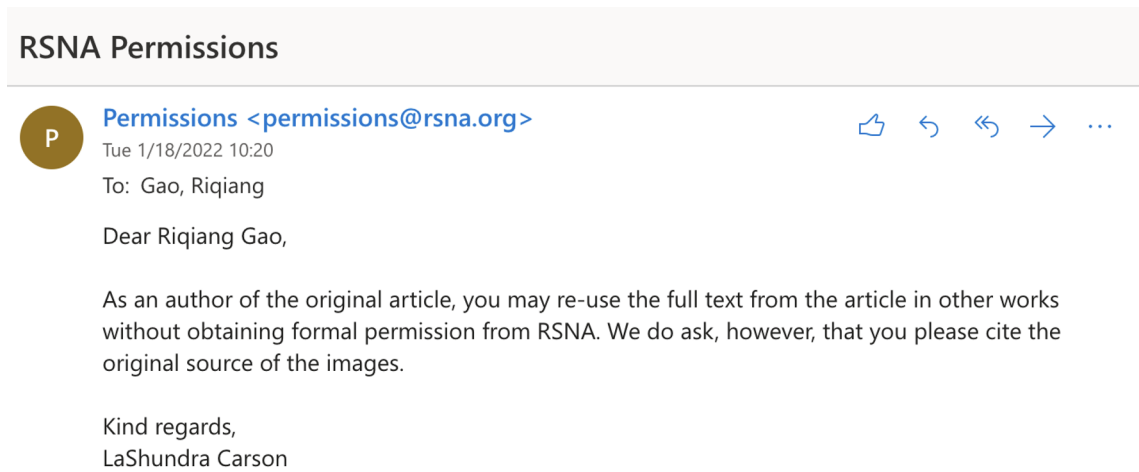 RSNA Permissions
P
Permissions <permissions@rsna.org>
Tue 1/18/2022 10:20
To: Gao, Riqiang
Dear Riqiang Gao,
As an author of the original article, you may re-use the full text from the article in other works
without obtaining formal permission from RSNA. We do ask, however, that you please cite the
original source of the images.
Kind regards,
LaShundra Carson